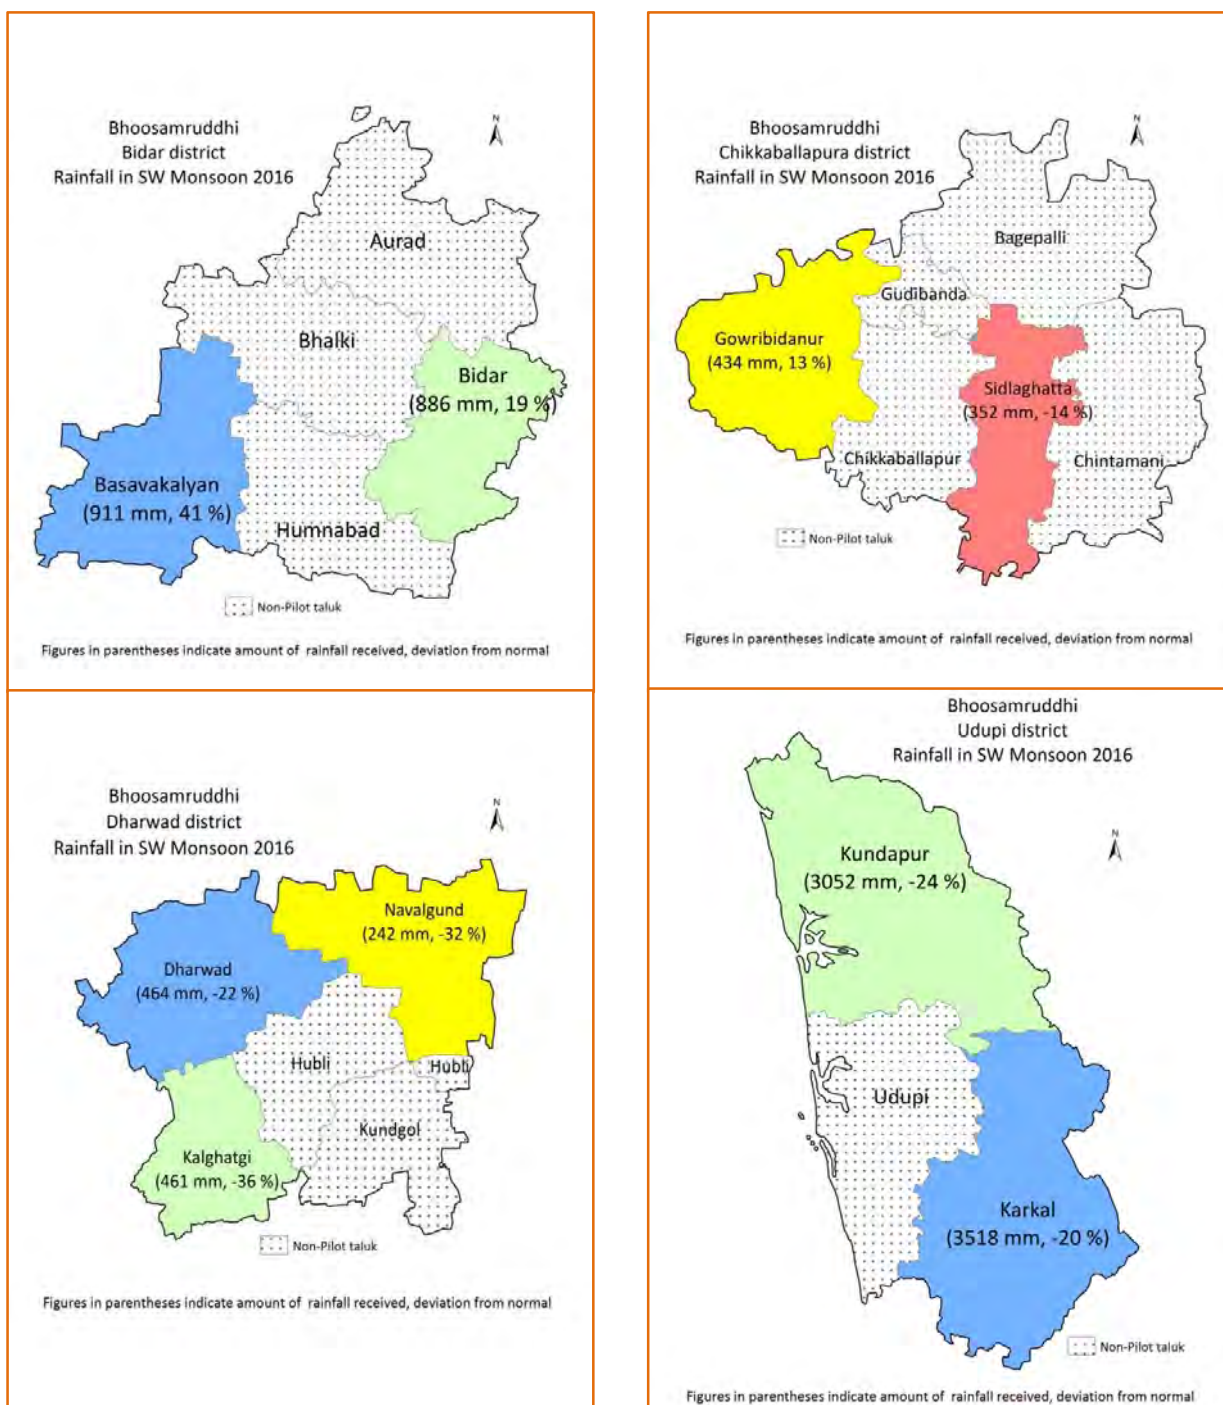 Bhoosamruddhi
Bidar district
Rainfall in SW Monsoon 2016
N
Aurad
Bhalki
Bidar
(886 mm, 19 %)
Basavakalyan
(911 mm, 41 %)
Humnabad
Non-Pilot taluk
Figures in parentheses indicate amount of rainfall received, deviation from normal
Bhoosamruddhi
Chikkaballapura district
Rainfall in SW Monsoon 2016
N
Bagepalli
Gudibanda
Gowribidanur
(434 mm, 13 %)
Sidlaghatta
(352 mm, -14 %)
Chikkaballapur
Chintamani
Non-Pilot taluk
Figures in parentheses indicate amount of rainfall received, deviation from normal
Bhoosamruddhi
Dharwad district
Rainfall in SW Monsoon 2016
N
Navalgund
(242 mm, -32 %)
Dharwad
(464 mm, -22 %)
Hubli
Hubli
Kundgol
Kalghatgi
(461 mm, -36 %)
Non-Pilot taluk
Figures in parentheses indicate amount of rainfall received, deviation from normal
Bhoosamruddhi
Udupi district
Rainfall in SW Monsoon 2016
N
Kundapur
(3052 mm, -24 %)
Udupi
Karkal
(3518 mm, -20 %)
Non-Pilot taluk
Figures in parentheses indicate amount of rainfall received, deviation from normal